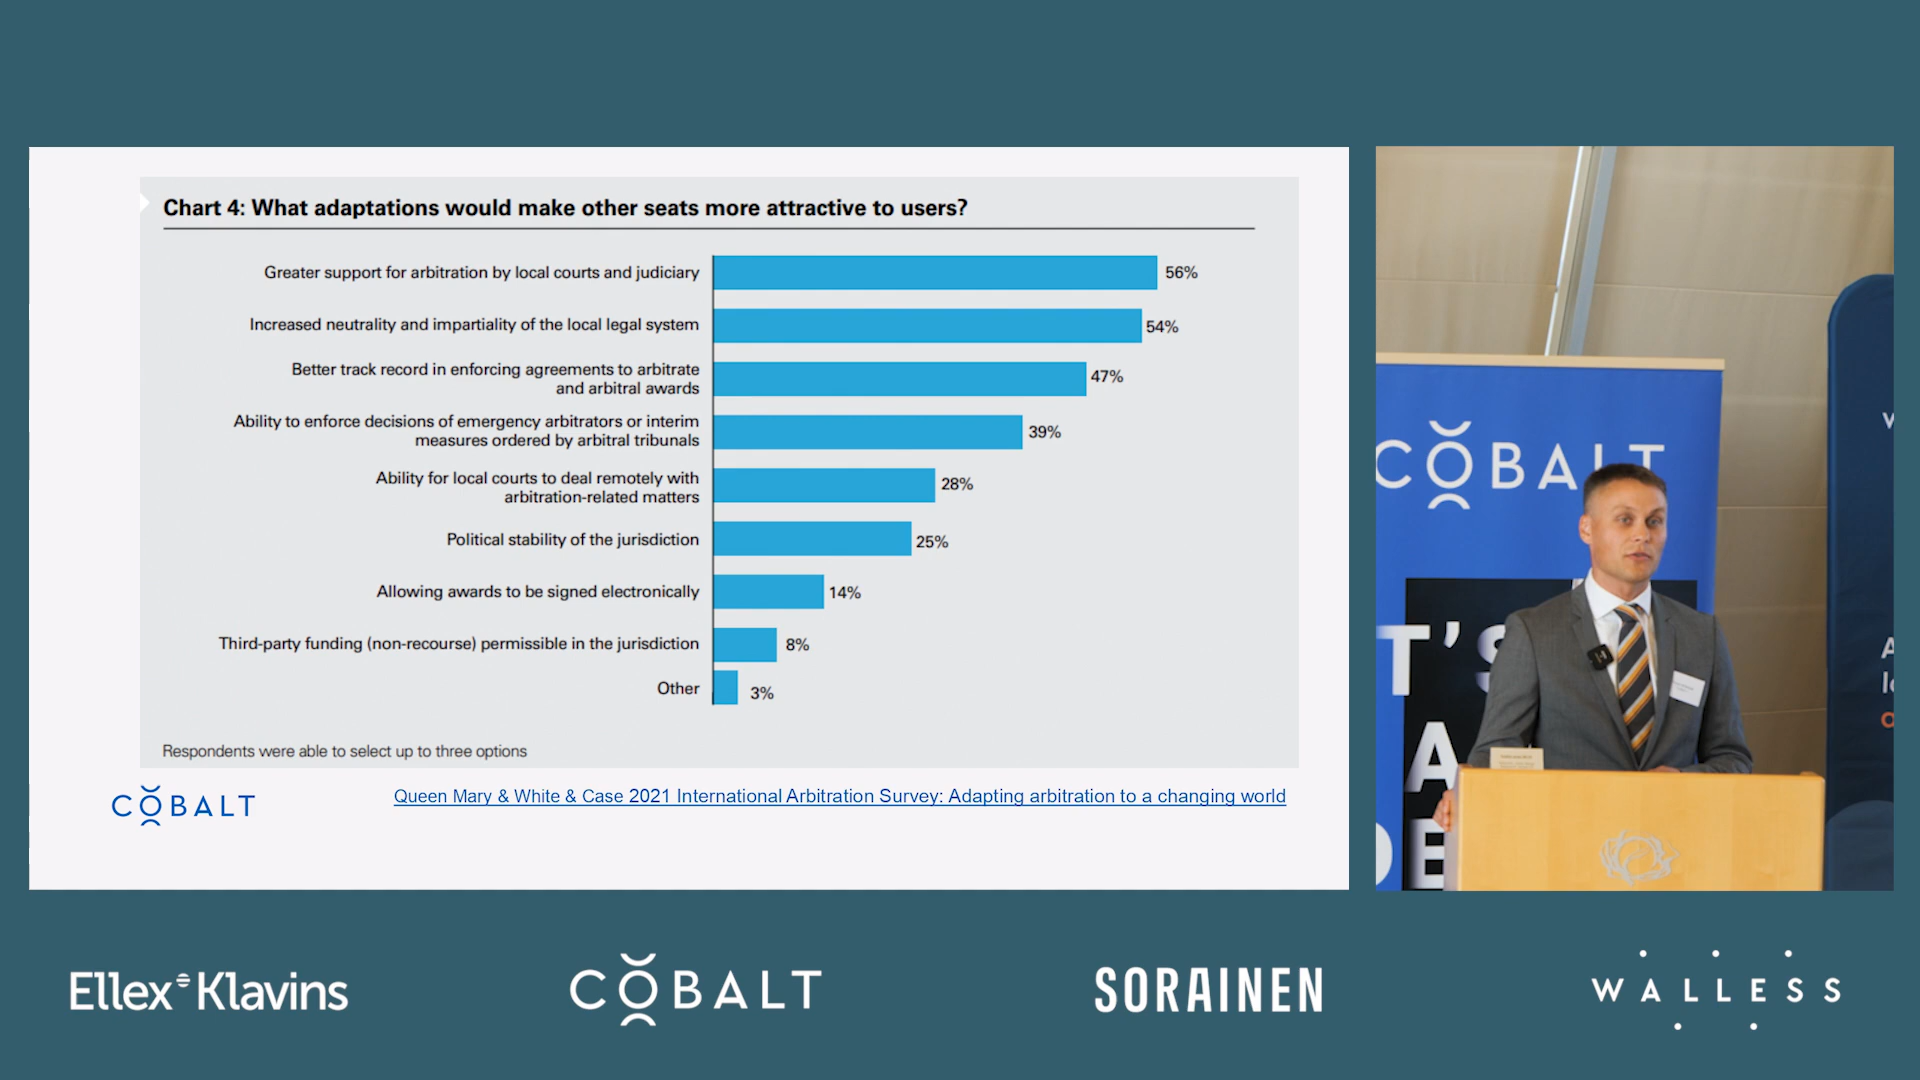 Chart 4: What adaptations would make other seats more attractive to users?
Greater support for arbitration by local courts and judiciary 56%
Increased neutrality and impartiality of the local legal system 54%
Better track record in enforcing agreements to arbitrate
and arbitral awards 47%
Ability to enforce decisions of emergency arbitrators or interim
measures ordered by arbitral tribunals 39%
Ability for local courts to deal remotely with
arbitration-related matters 28%
Political stability of the jurisdiction 25%
Allowing awards to be signed electronically 14%
Third-party funding (non-recourse) permissible in the jurisdiction 8%
Other 3%
Respondents were able to select up to three options
COBALT
Queen Mary & White & Case 2021 International Arbitration Survey: Adapting arbitration to a changing world
COBALT
T'S
A
DE
Ellex Klavins
COBALT
SORAINEN
WALLESS